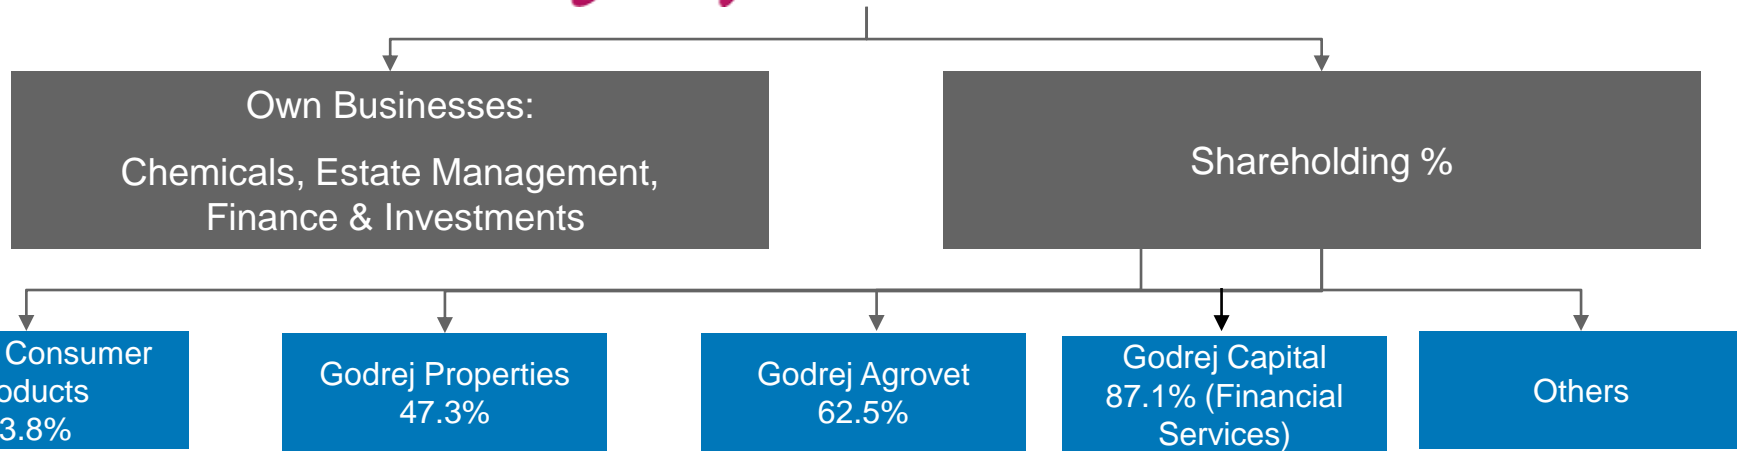 Own Businesses:
Chemicals, Estate Management,
Finance & Investments
Shareholding %
Consumer
oducts
3.8%
Godrej Properties
47.3%
Godrej Agrovet
62.5%
Godrej Capital
87.1% (Financial
Services)
Others